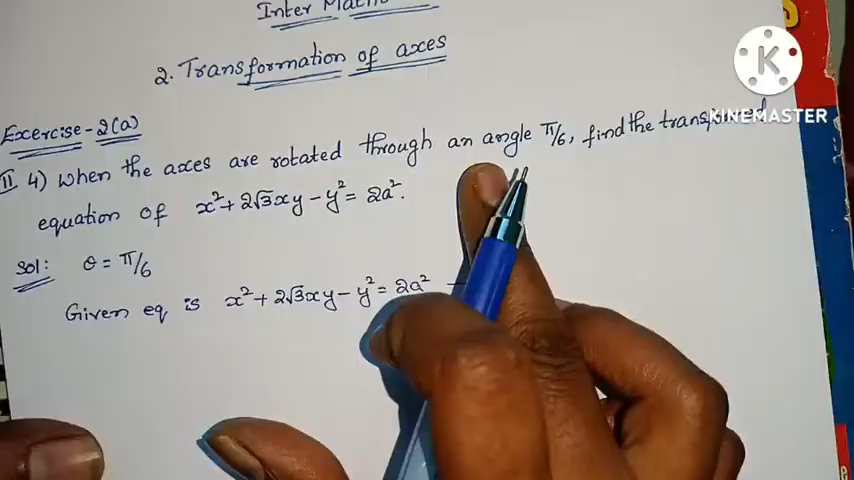 Inter Maths
2. Transformation of axes
KINEMASTER
Exercise-2(a)
II 4) When the axes are rotated through an angle π/6, find the transformed
equation of x²+2√3xy-y²=2a².
Sol: θ = π/6
Given eq is x²+2√3xy-y²=2a²